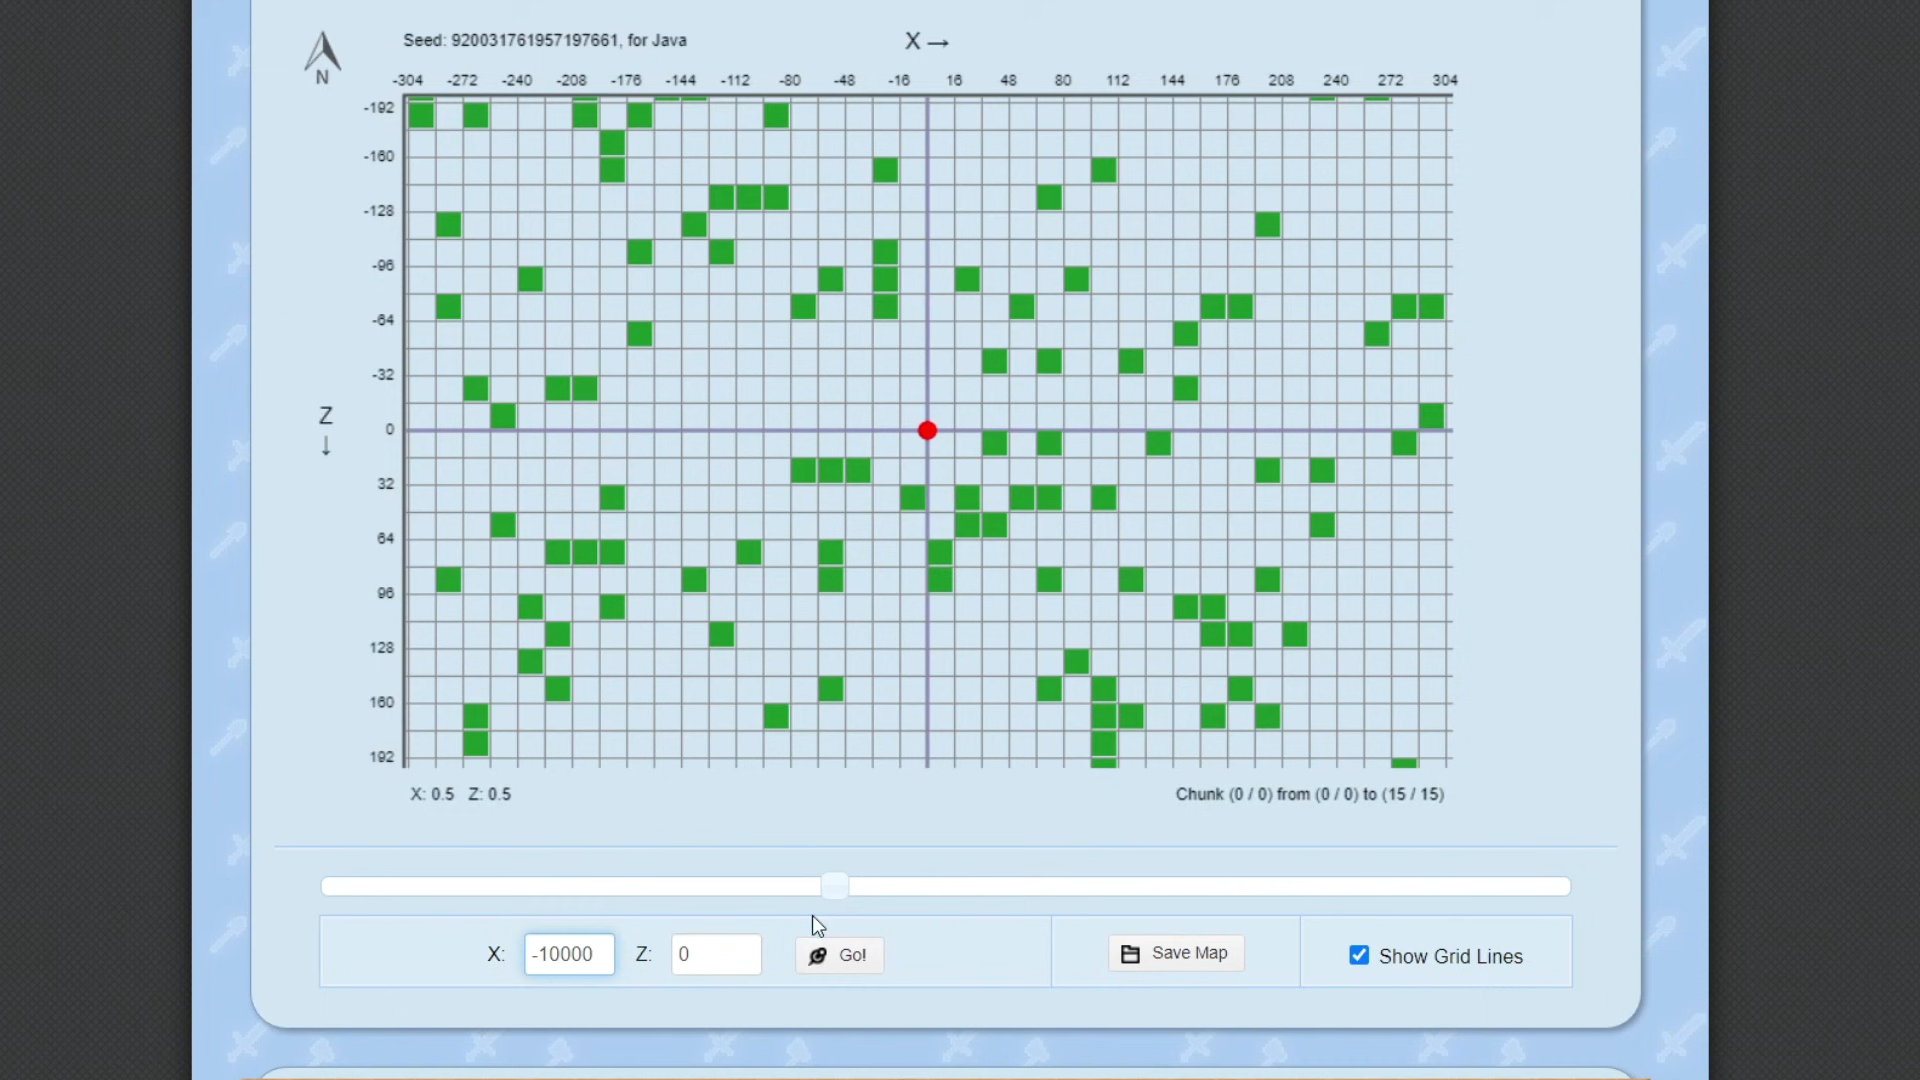 Seed: 920031761957197661, for Java
X →
N
-304 -272 -240 -208 -176 -144 -112 -80 -48 -16 16 48 80 112 144 176 208 240 272 304
-192
-160
-128
-96
-64
-32
Z
0
32
64
96
128
160
192
X: 0.5 Z: 0.5
Chunk (0 / 0) from (0 / 0) to (15 / 15)
X: -10000 Z: 0 Go! Save Map Show Grid Lines